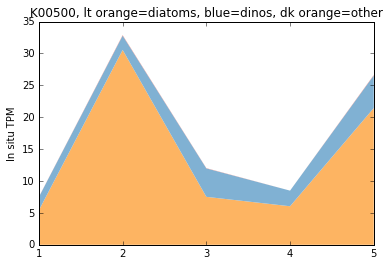 K00500, lt orange=diatoms, blue=dinos, dk orange=other
35
30
25
20
15
10
5
0
In situ TPM
1 2 3 4 5